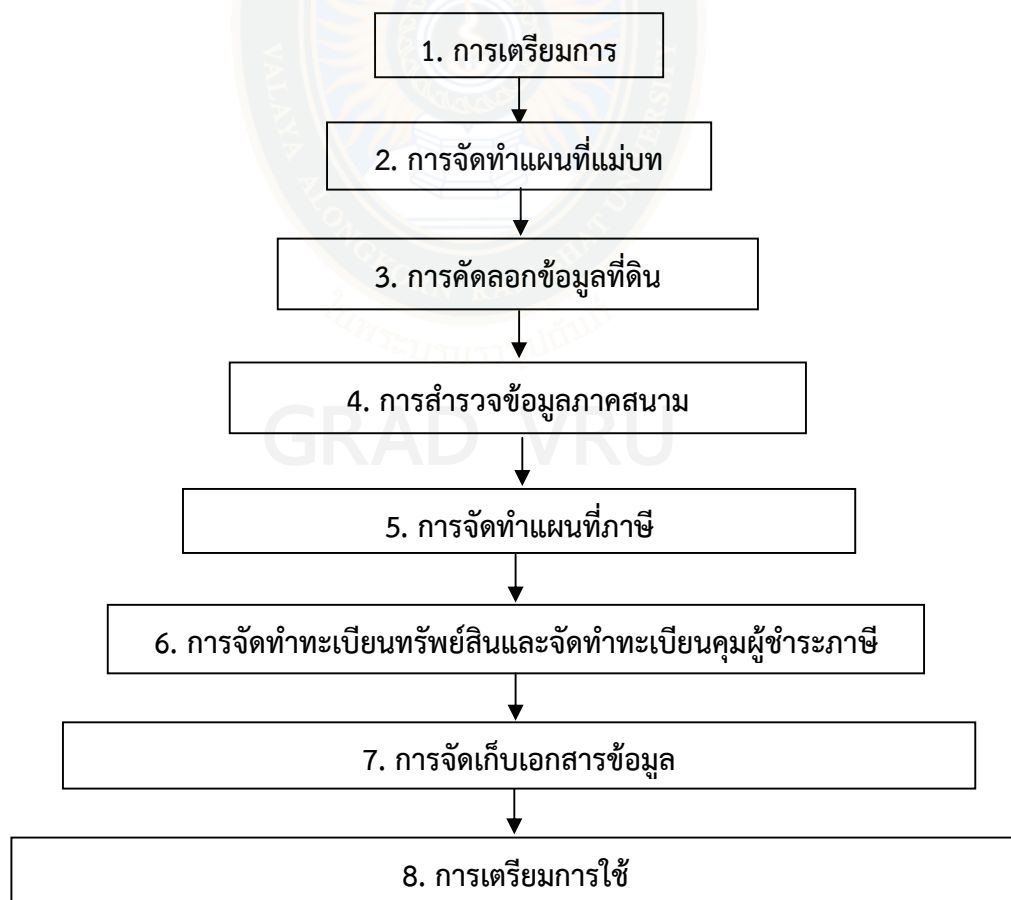 1. การเตรียมการ
2. การจัดทำแผนที่แม่บท
3. การคัดลอกข้อมูลที่ดิน
4. การสำรวจข้อมูลภาคสนาม
GRAD VRU
5. การจัดทำแผนที่ภาษี
6. การจัดทำทะเบียนทรัพย์สินและจัดทำทะเบียนคุมผู้ชำระภาษี
7. การจัดเก็บเอกสารข้อมูล
8. การเตรียมการใช้